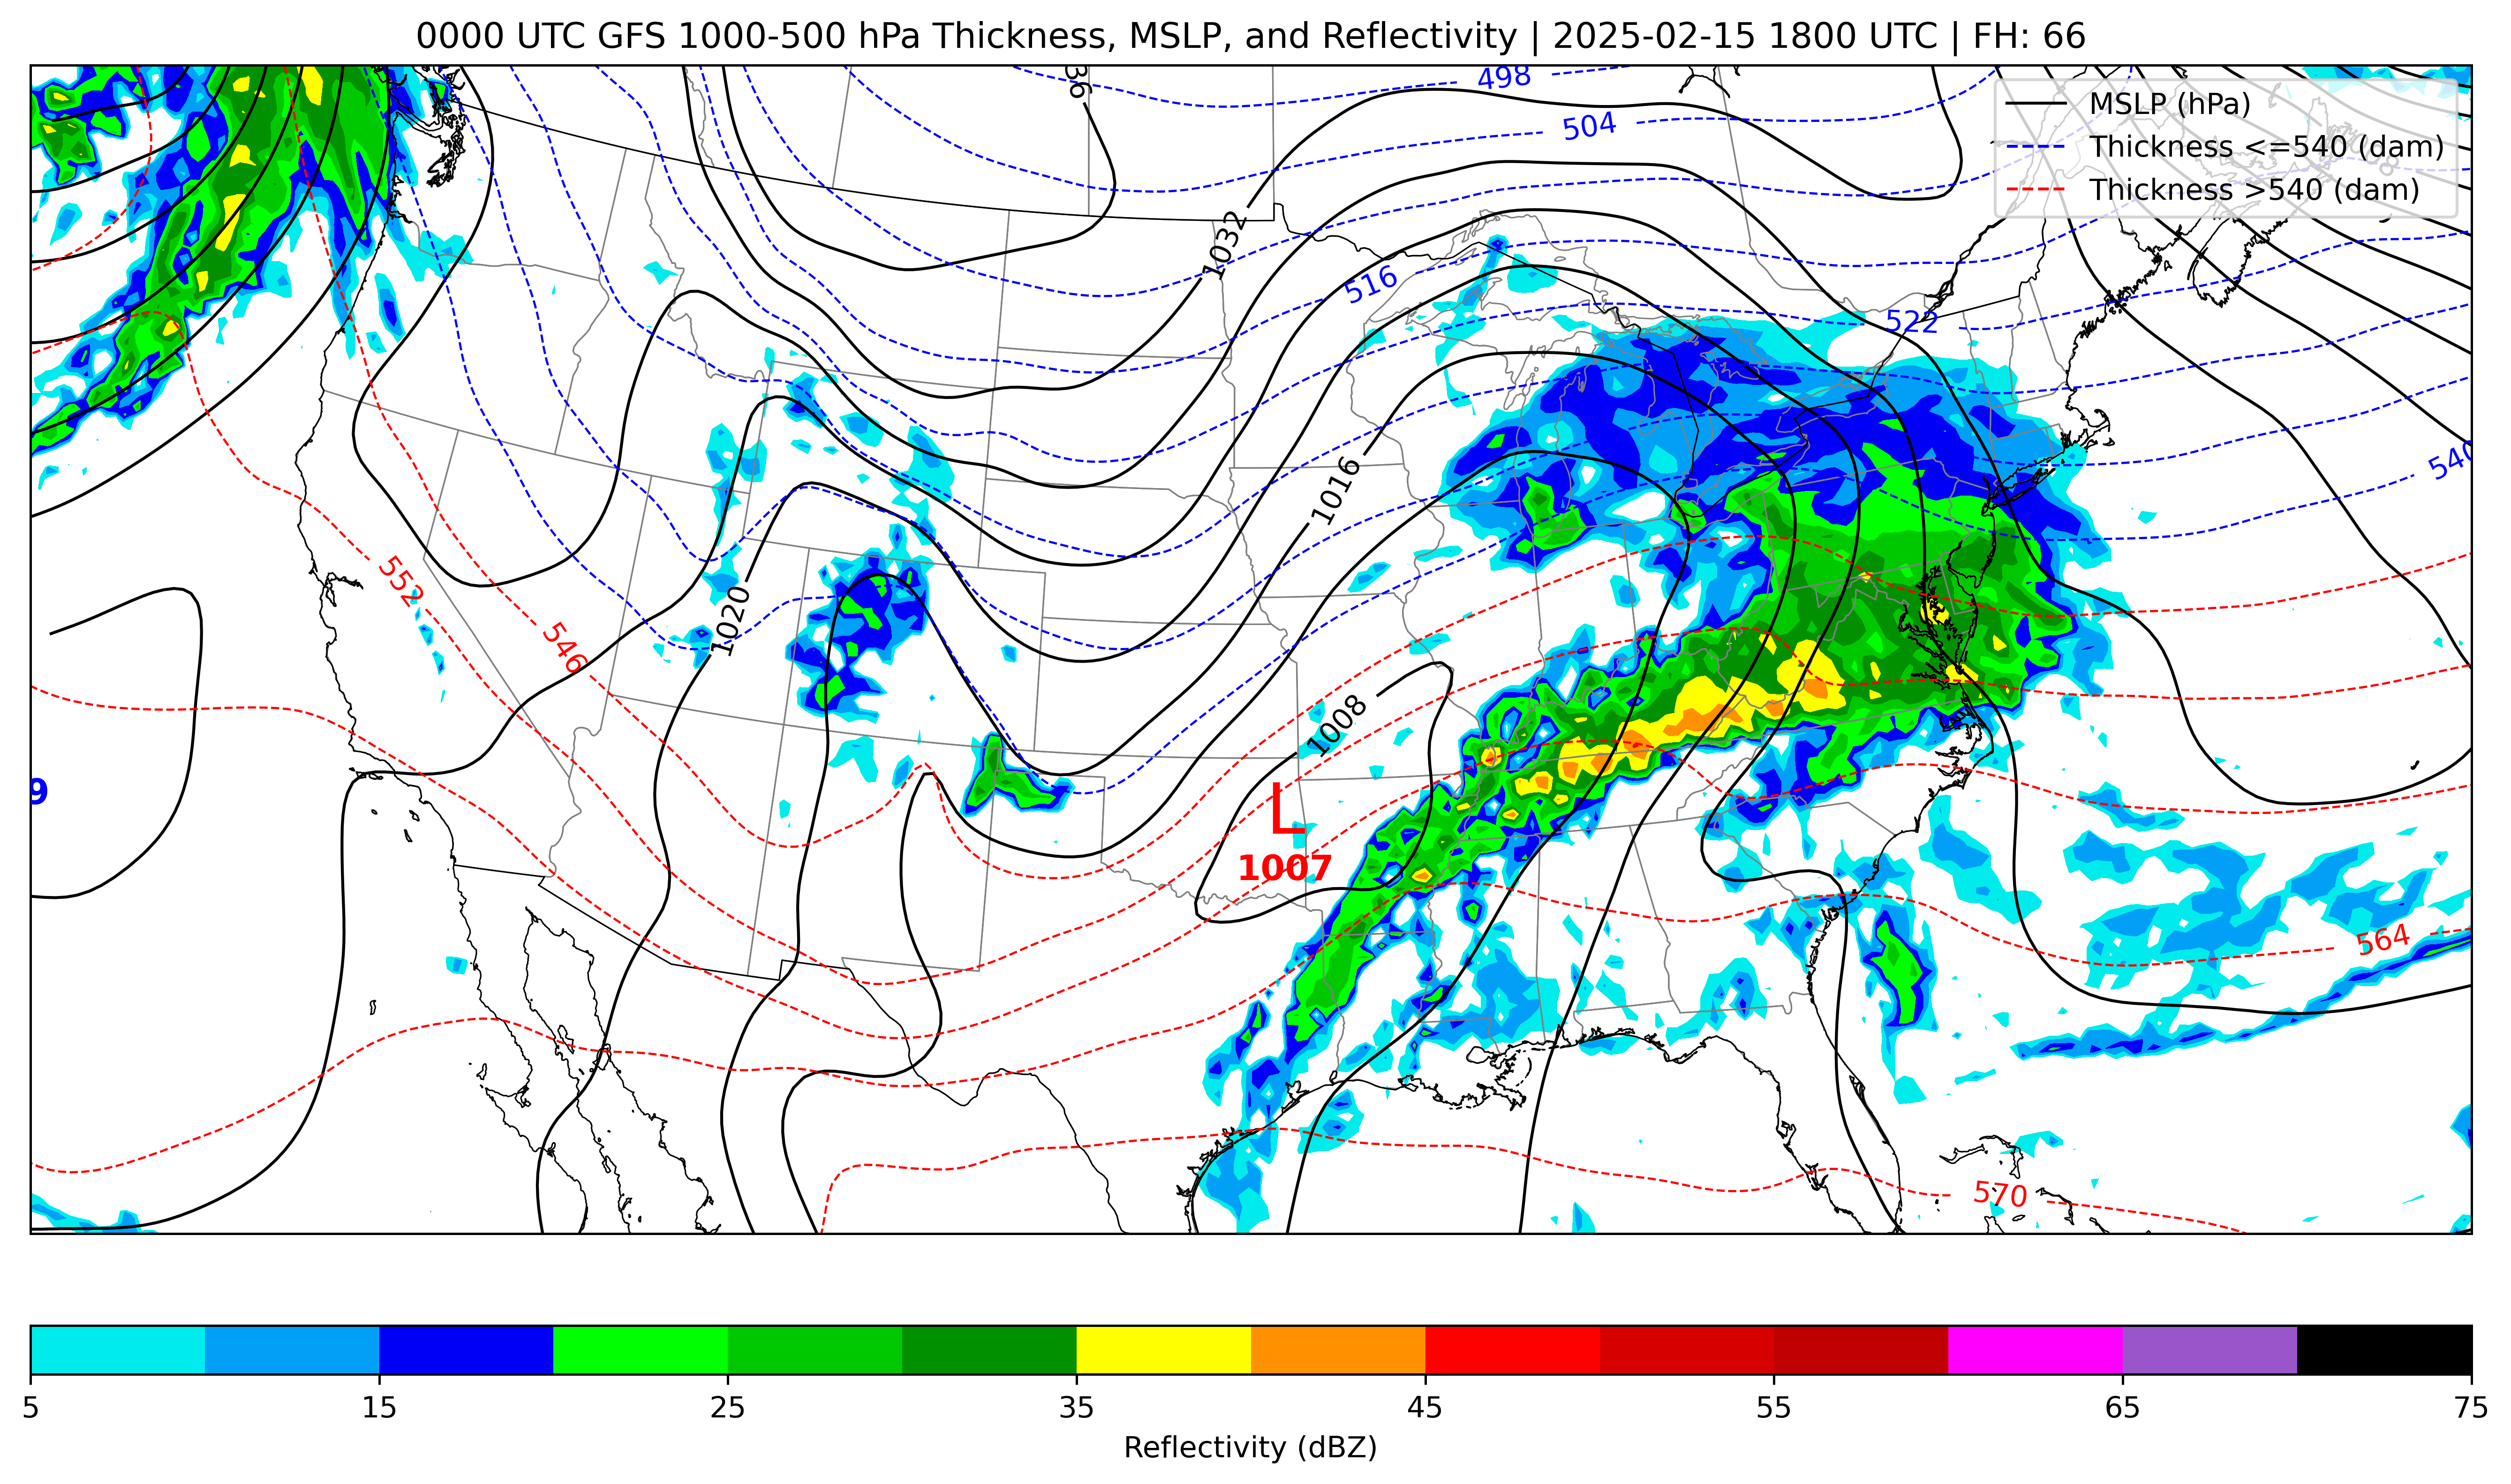 0000 UTC GFS 1000-500 hPa Thickness, MSLP, and Reflectivity | 2025-02-15 1800 UTC | FH: 66
MSLP (hPa)
Thickness <=540 (dam)
Thickness >540 (dam)
498
504
1032
516
522
540
1016
552
546
1020
1008
9
L
1007
564
570
5 15 25 35 45 55 65 75
Reflectivity (dBZ)